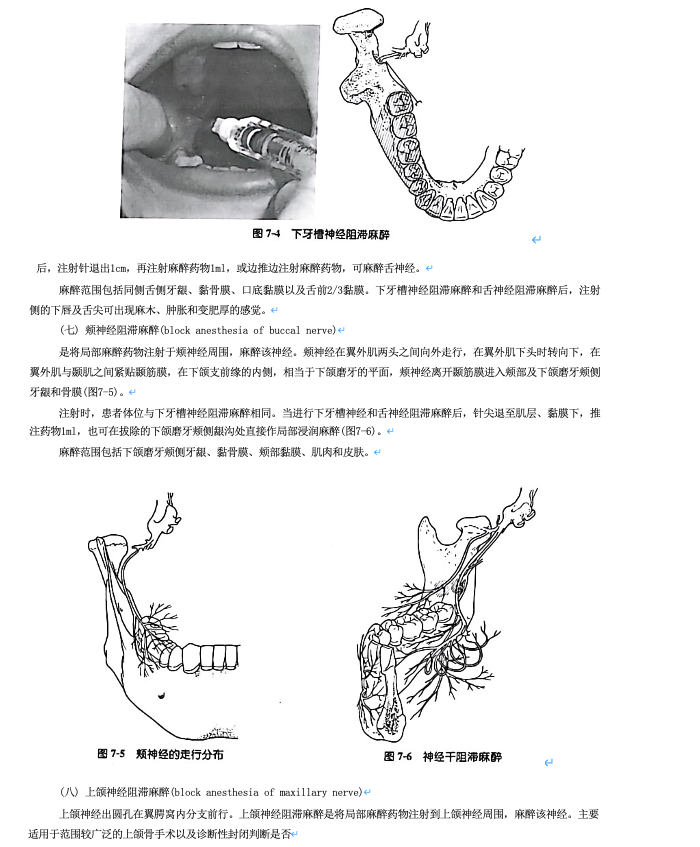 图 7-4 下牙槽神经阻滞麻醉
后，注射针退出1cm，再注射麻醉药物1ml，或边推边注射麻醉药物，可麻醉舌神经。
麻醉范围包括同侧舌侧牙龈、黏骨膜、口底黏膜以及舌前2/3黏膜。下牙槽神经阻滞麻醉和舌神经阻滞麻醉后，注射
侧的下唇及舌尖可出现麻木、肿胀和变肥厚的感觉。
(七) 颊神经阻滞麻醉(block anesthesia of buccal nerve)
是将局部麻醉药物注射于颊神经周围，麻醉该神经。颊神经在翼外肌两头之间向外走行，在翼外肌下头时转向下，在
翼外肌与颞肌之间紧贴颞筋膜，在下颌支前缘的内侧，相当于下颌磨牙的平面，颊神经离开颞筋膜进入颊部及下颌磨牙颊侧
牙龈和骨膜(图7-5)。
注射时，患者体位与下牙槽神经阻滞麻醉相同。当进行下牙槽神经和舌神经阻滞麻醉后，针尖退至肌层、黏膜下，推
注药物1ml，也可在拔除的下颌磨牙颊侧龈沟处直接作局部浸润麻醉(图7-6)。
麻醉范围包括下颌磨牙颊侧牙龈、黏骨膜、颊部黏膜、肌肉和皮肤。
图 7-5 颊神经的走行分布
图 7-6 神经干阻滞麻醉
(八) 上颌神经阻滞麻醉(block anesthesia of maxillary nerve)
上颌神经出圆孔在翼腭窝内分支前行。上颌神经阻滞麻醉是将局部麻醉药物注射到上颌神经周围，麻醉该神经。主要
适用于范围较广泛的上颌骨手术以及诊断性封闭判断是否